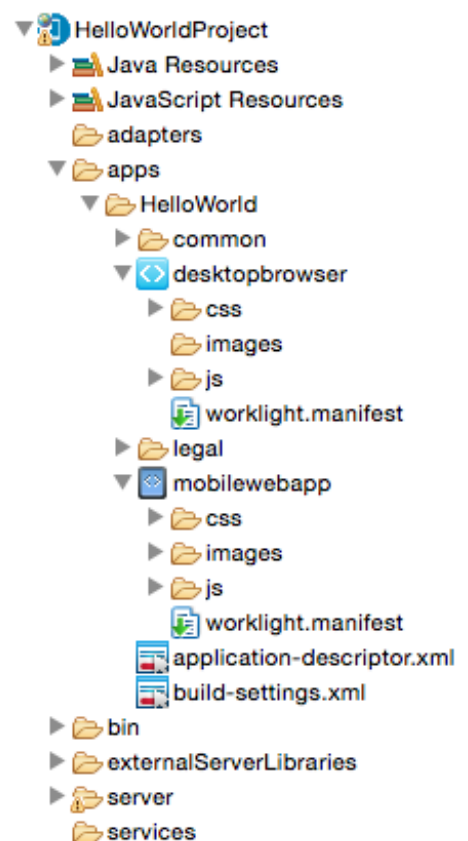 HelloWorldProject
Java Resources
JavaScript Resources
adapters
apps
HelloWorld
common
desktopbrowser
css
images
js
worklight.manifest
legal
mobilewebapp
css
images
js
worklight.manifest
application-descriptor.xml
build-settings.xml
bin
externalServerLibraries
server
services